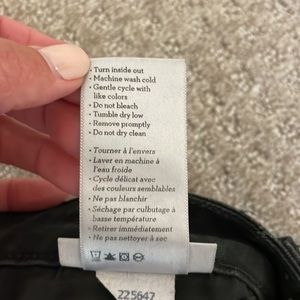 • Turn inside out
• Machine wash cold
• Gentle cycle with
like colors
• Do not bleach
• Tumble dry low
• Remove promptly
• Do not dry clean
• Tourner à l'envers
• Laver en machine à
l'eau froide
• Cycle délicat avec
des couleurs semblables
• Ne pas blanchir
• Séchage par culbutage à
basse température
• Retirer immédiatement
• Ne pas nettoyer à sec
225647